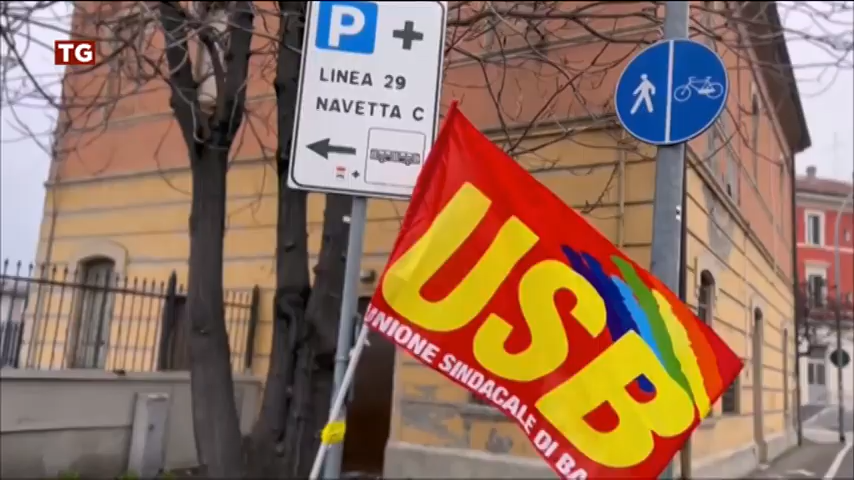 TG
P +
LINEA 29
NAVETTA C
USB
UNIONE SINDACALE DI BA